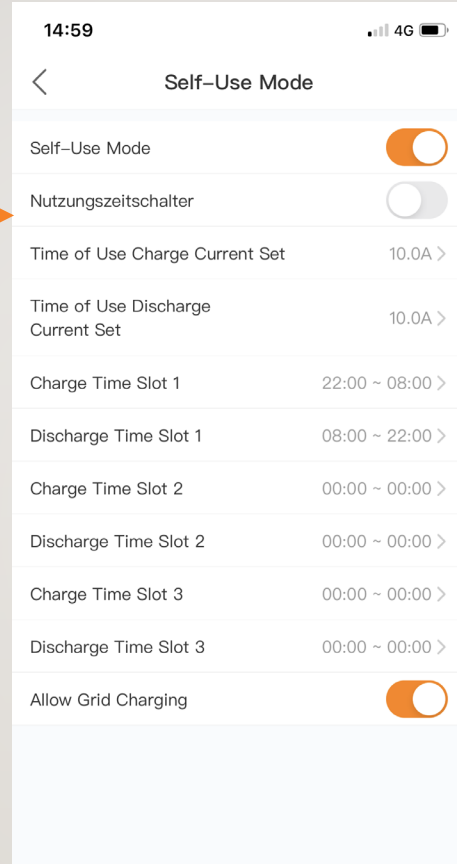 14:59
4G
Self-Use Mode
Self-Use Mode
Nutzungszeitschalter
Time of Use Charge Current Set 10.0A
Time of Use Discharge
Current Set 10.0A
Charge Time Slot 1 22:00 ~ 08:00
Discharge Time Slot 1 08:00 ~ 22:00
Charge Time Slot 2 00:00 ~ 00:00
Discharge Time Slot 2 00:00 ~ 00:00
Charge Time Slot 3 00:00 ~ 00:00
Discharge Time Slot 3 00:00 ~ 00:00
Allow Grid Charging